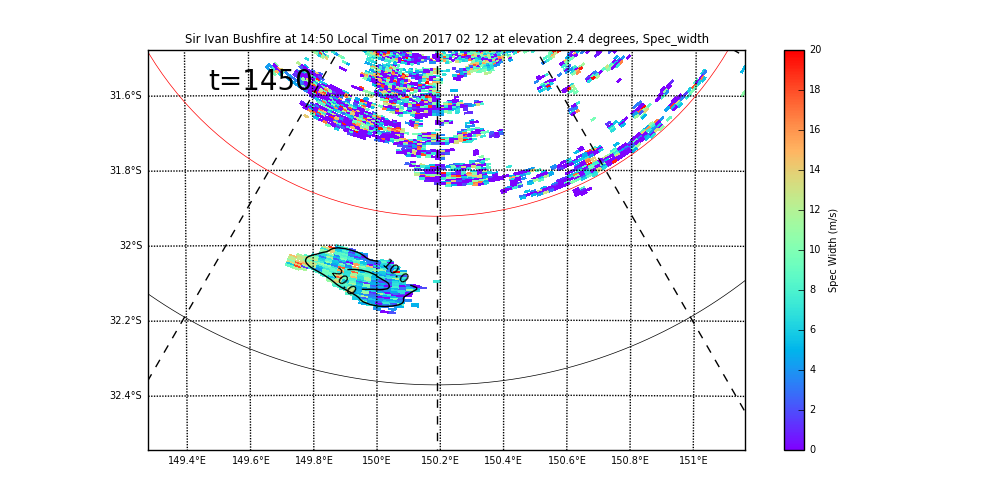 Sir Ivan Bushfire at 14:50 Local Time on 2017 02 12 at elevation 2.4 degrees, Spec_width
t=1450
31.6°S
31.8°S
32°S
32.2°S
32.4°S
10.0
20.0
149.4°E 149.6°E 149.8°E 150°E 150.2°E 150.4°E 150.6°E 150.8°E 151°E
20
18
16
14
12
10
8
6
4
2
0
Spec Width (m/s)